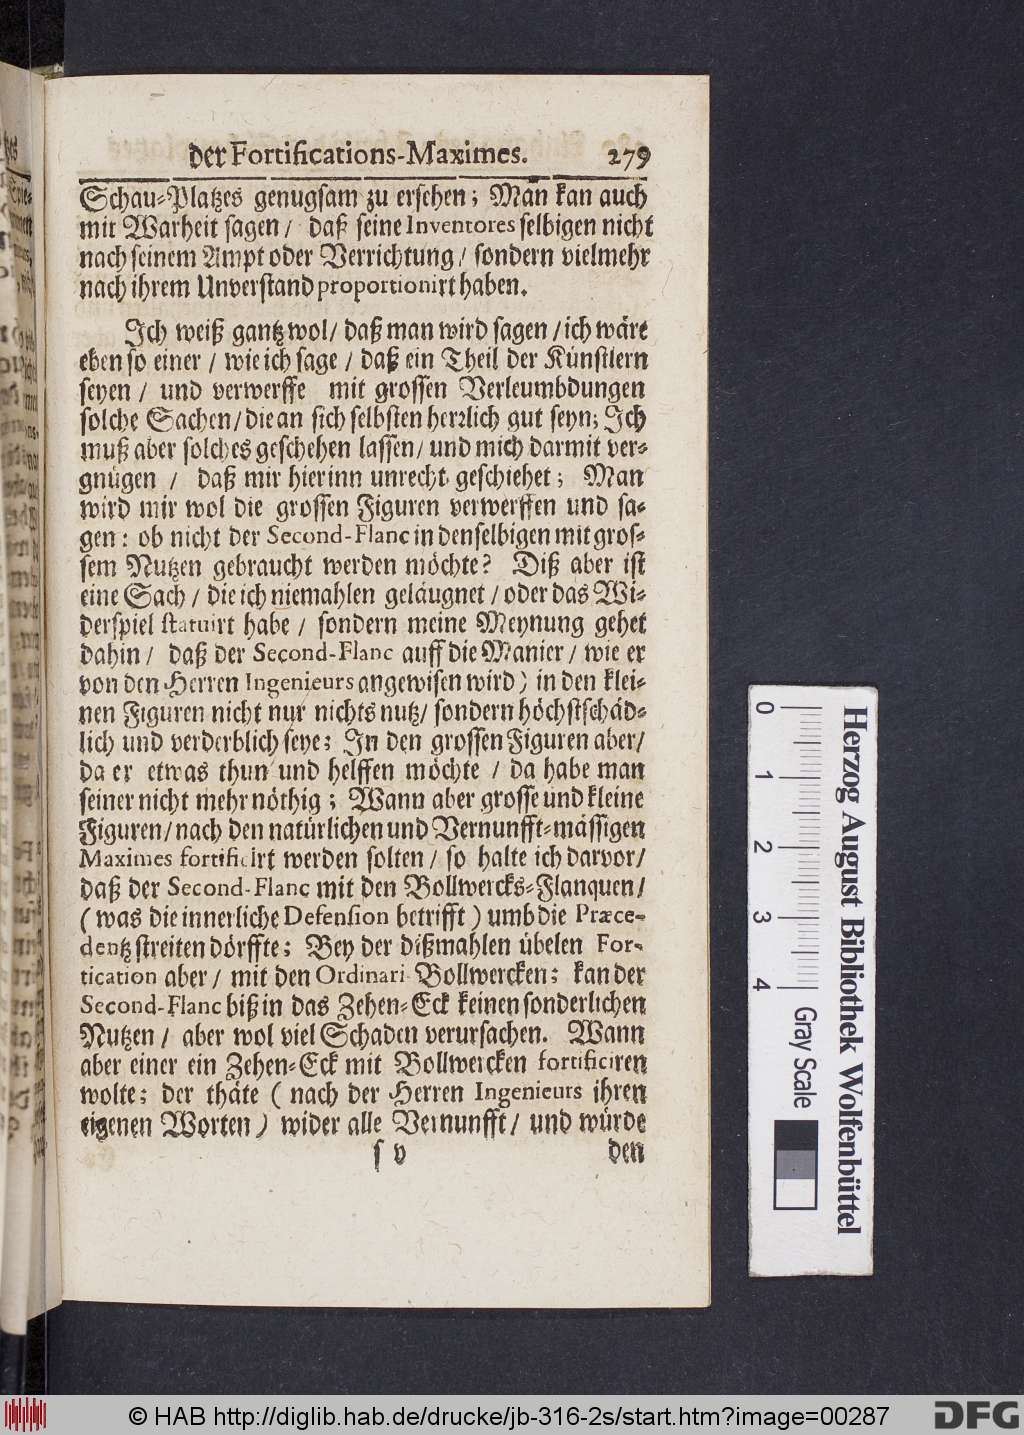 der Fortifications-Maximes. 279
Schau-Platzes genugsam zu ersehen; Man kan auch
mit Warheit sagen / daß seine Inventores selbigen nicht
nach seinem Ampt oder Verrichtung / sondern vielmehr
nach ihrem Unverstand proportionirt haben.
Ich weiß gantz wol / daß man wird sagen / ich wäre
eben so einer / wie ich sage / daß ein Theil der Künstlern
seyen / und verwerffe mit grossen Verleumbdungen
solche Sachen / die an sich selbsten herzlich gut seyn; Ich
muß aber solches geschehen lassen / und mich darmit ver-
gnügen / daß mir hierinn unrecht geschiehet; Man
wird mir wol die grossen Figuren verwerffen und sa-
gen: ob nicht der Second-Flanc in denselbigen mit gros-
sem Nutzen gebraucht werden möchte? Diß aber ist
eine Sach / die ich niemahlen geläugnet / oder das Wi-
derspiel statuirt habe / sondern meine Meynung gehet
dahin / daß der Second-Flanc auff die Manier / wie er
von den Herren Ingenieurs angewisen wird) in den klei-
nen Figuren nicht nur nichts nutz / sondern höchstschäd-
lich und verderblich seye; In den grossen Figuren aber /
da er etwas thun und helffen möchte / da habe man
seiner nicht mehr nöthig; Wann aber grosse und kleine
Figuren / nach den natürlichen und Vernunfft-mässigen
Maximes fortificirt werden solten / so halte ich darvor /
daß der Second-Flanc mit den Bollwercks-Flanquen /
(was die innerliche Defension betrifft) umb die Præce-
dentz streiten dörffte; Bey der dißmahlen übelen For-
tication aber / mit den Ordinari-Bollwercken; kan der
Second-Flanc biß in das Zehen-Eck keinen sonderlichen
Nutzen / aber wol viel Schaden verursachen. Wann
aber einer ein Zehen-Eck mit Bollwercken fortificiren
wolte; der thäte (nach der Herren Ingenieurs ihren
eigenen Worten) wider alle Vernunfft / und würde
s v den
0 1 2 3 4
Gray Scale
Herzog August Bibliothek Wolfenbüttel
© HAB http://diglib.hab.de/drucke/jb-316-2s/start.htm?image=00287
DFG